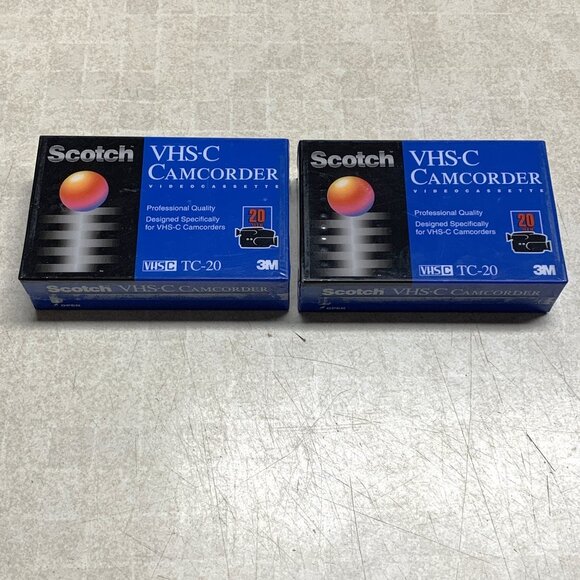 Scotch
VHS-C
CAMCORDER
VIDEOCASSETTE
Professional Quality
Designed Specifically
for VHS-C Camcorders
20
VHS C TC-20
3M
Scotch VHS-C CAMCORDER
OPEN
Scotch
VHS-C
CAMCORDER
VIDEOCASSETTE
Professional Quality
Designed Specifically
for VHS-C Camcorders
20
VHS C TC-20
3M
Scotch VHS-C CAMCORDER
OPEN